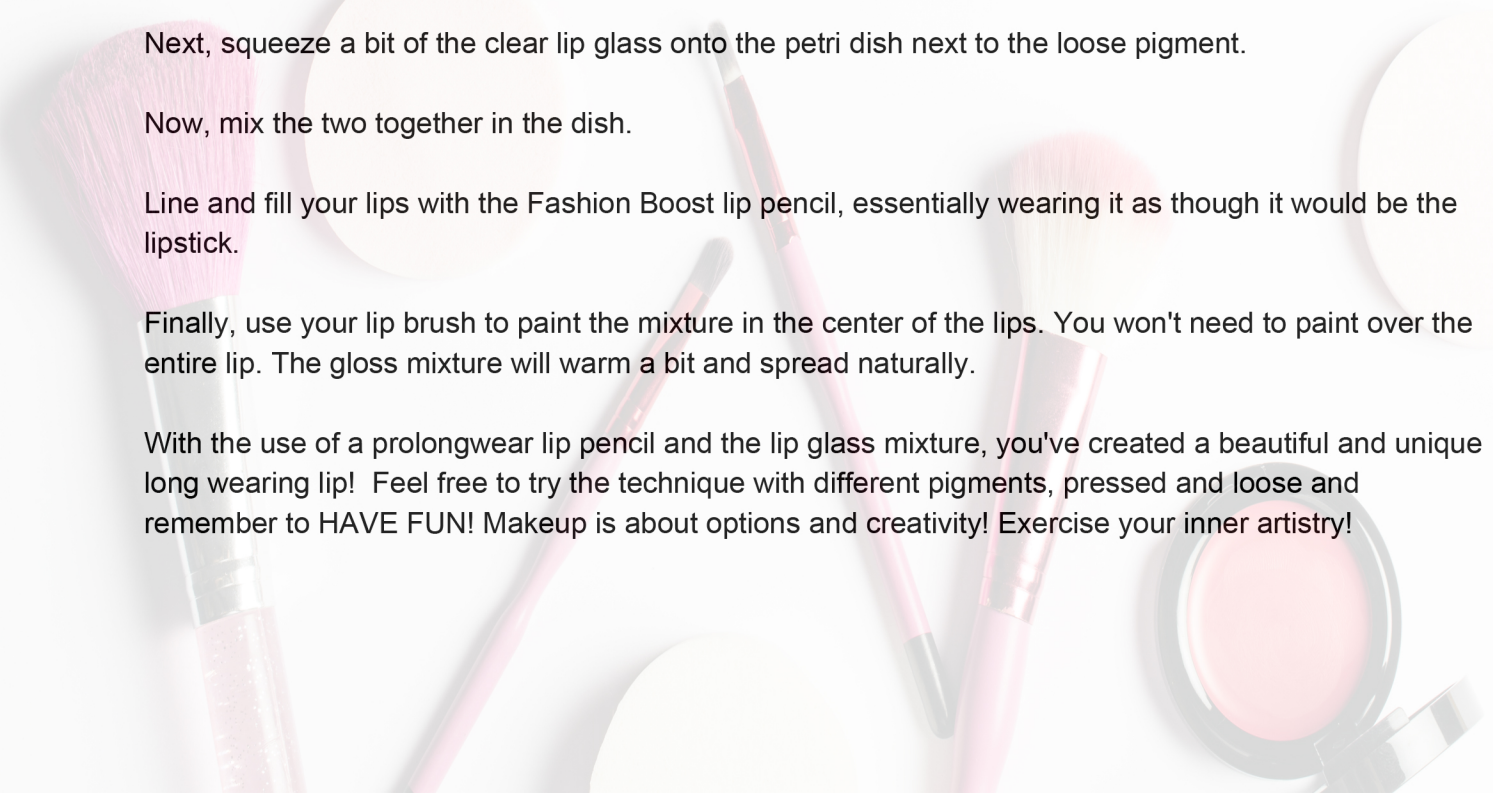 Next, squeeze a bit of the clear lip glass onto the petri dish next to the loose pigment.
Now, mix the two together in the dish.
Line and fill your lips with the Fashion Boost lip pencil, essentially wearing it as though it would be the
lipstick.
Finally, use your lip brush to paint the mixture in the center of the lips. You won't need to paint over the
entire lip. The gloss mixture will warm a bit and spread naturally.
With the use of a prolongwear lip pencil and the lip glass mixture, you've created a beautiful and unique
long wearing lip!  Feel free to try the technique with different pigments, pressed and loose and
remember to HAVE FUN! Makeup is about options and creativity! Exercise your inner artistry!